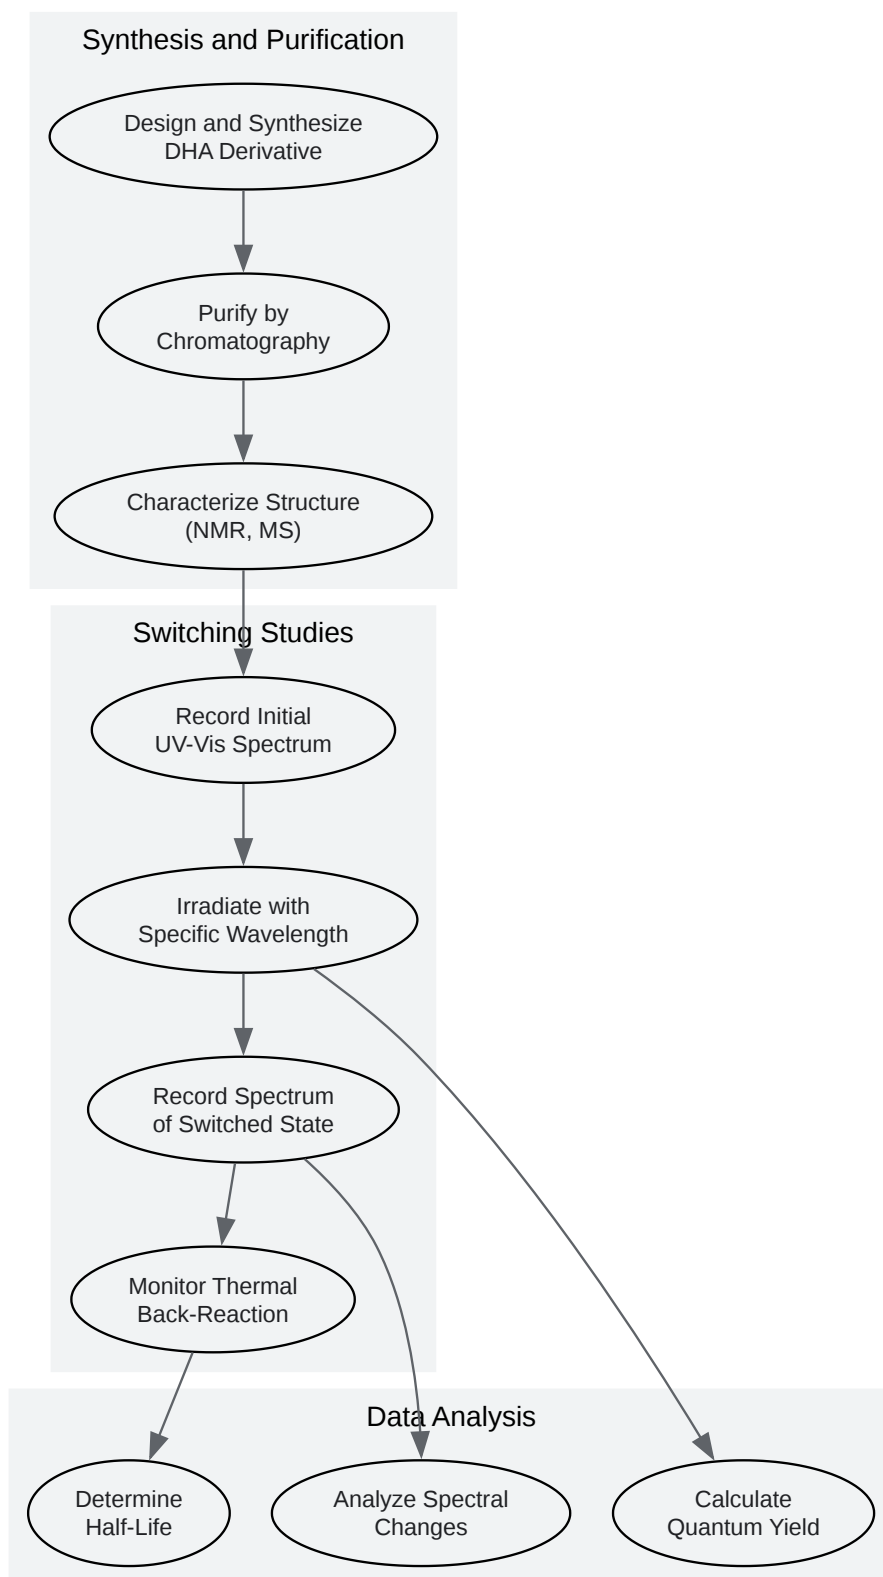 Synthesis and Purification
Design and Synthesize
DHA Derivative
Purify by
Chromatography
Characterize Structure
(NMR, MS)
Switching Studies
Record Initial
UV-Vis Spectrum
Irradiate with
Specific Wavelength
Record Spectrum
of Switched State
Monitor Thermal
Back-Reaction
Data Analysis
Determine
Half-Life
Analyze Spectral
Changes
Calculate
Quantum Yield